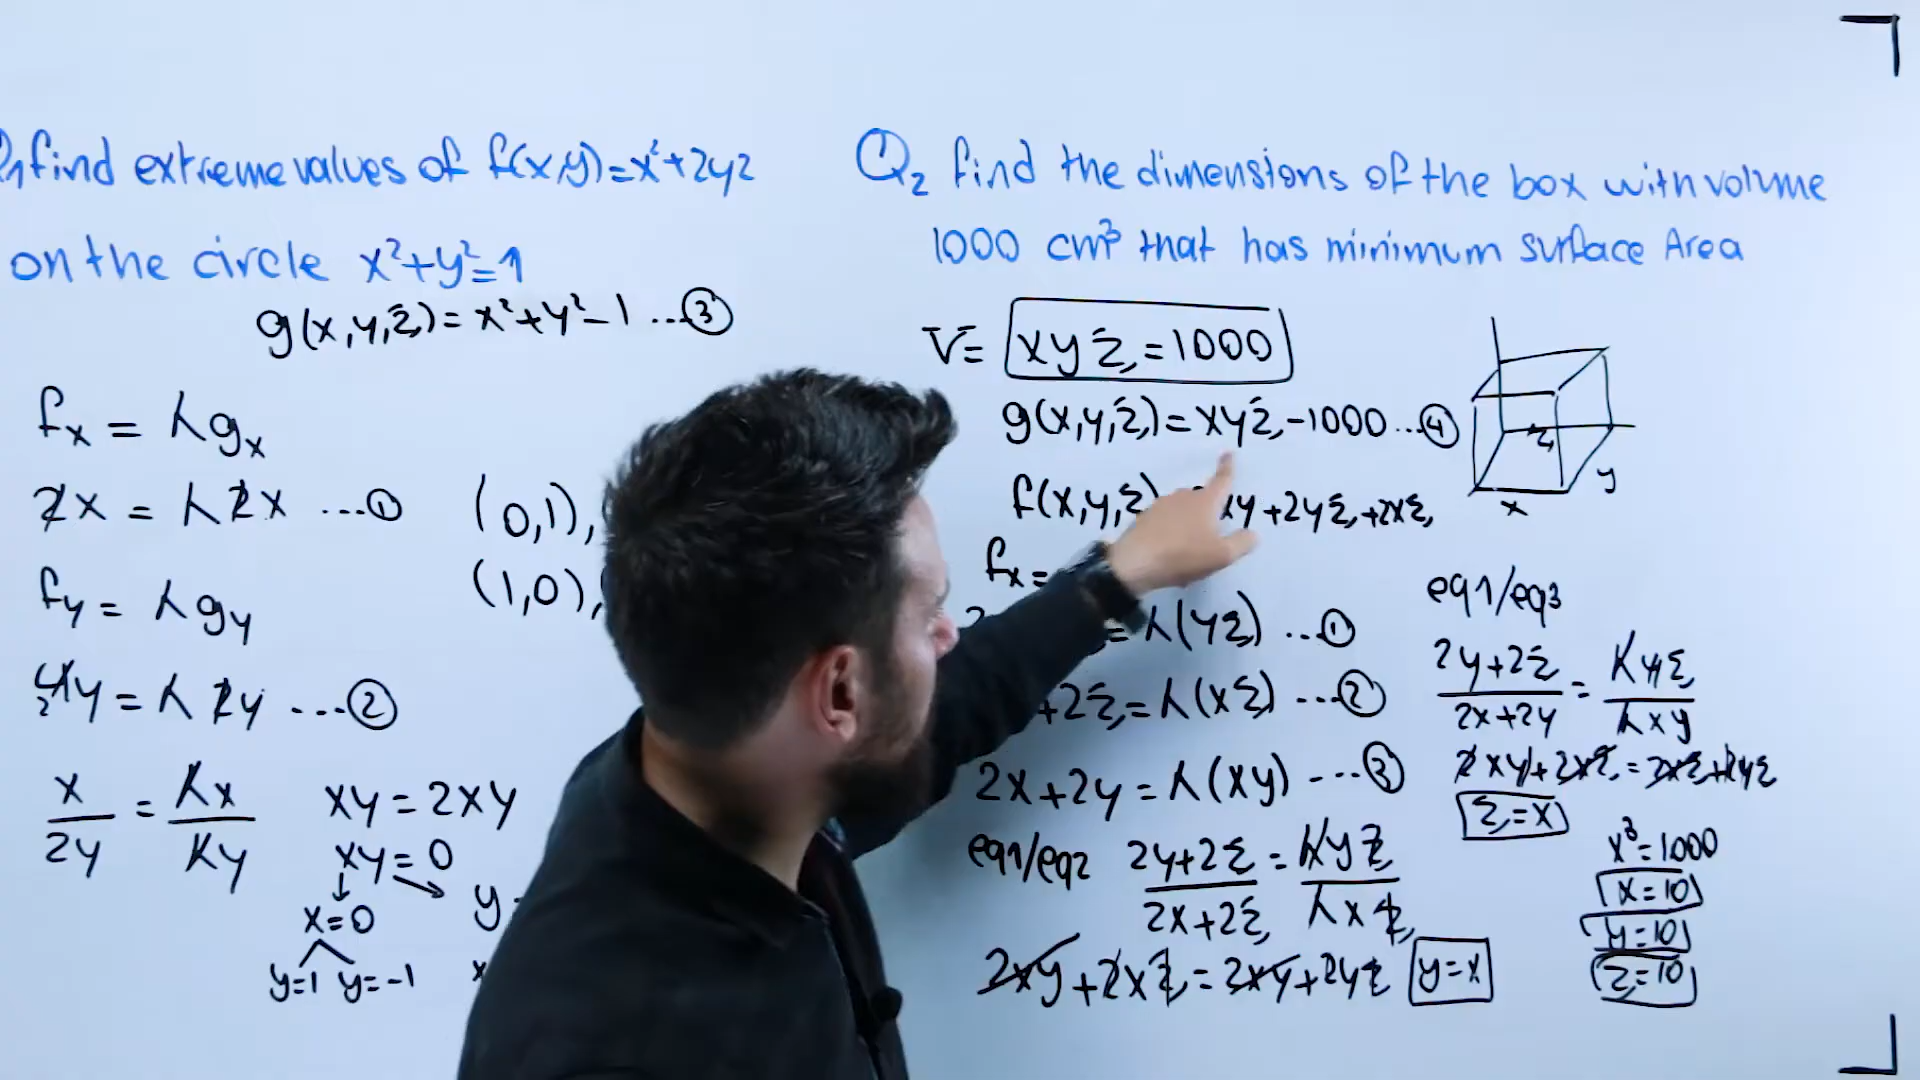 find extreme values of f(x,y)=x²+2y2
on the circle x²+y²=1
g(x,y,z)= x²+y²-1 ...③
fx = λgx
2x = λ2x ...①
fy = λgy
4y = λ2y ...②
x/2y = λx/λy
xy = 2xy
xy = 0
x=0
y=1 y=-1
(0,1),
(1,0),
Q2 find the dimensions of the box with volume
1000 cm³ that has minimum surface Area
V= xyz=1000
g(x,y,z)= xyz-1000 ...④
f(x,y,z) xy+2yz+2xz
fx=
=λ(yz) ...①
+2z=λ(xz) ...②
2x+2y=λ(xy) ...③
eq1/eq2 2y+2z/2x+2z = λyz/λxz
2xy+2xz=2xy+2yz y=x
x
y
z
eq1/eq3
2y+2z/2x+2y = λyz/λxy
2xy+2xz=2xz+2yz
z=x
x³=1000
x=10
y=10
z=10